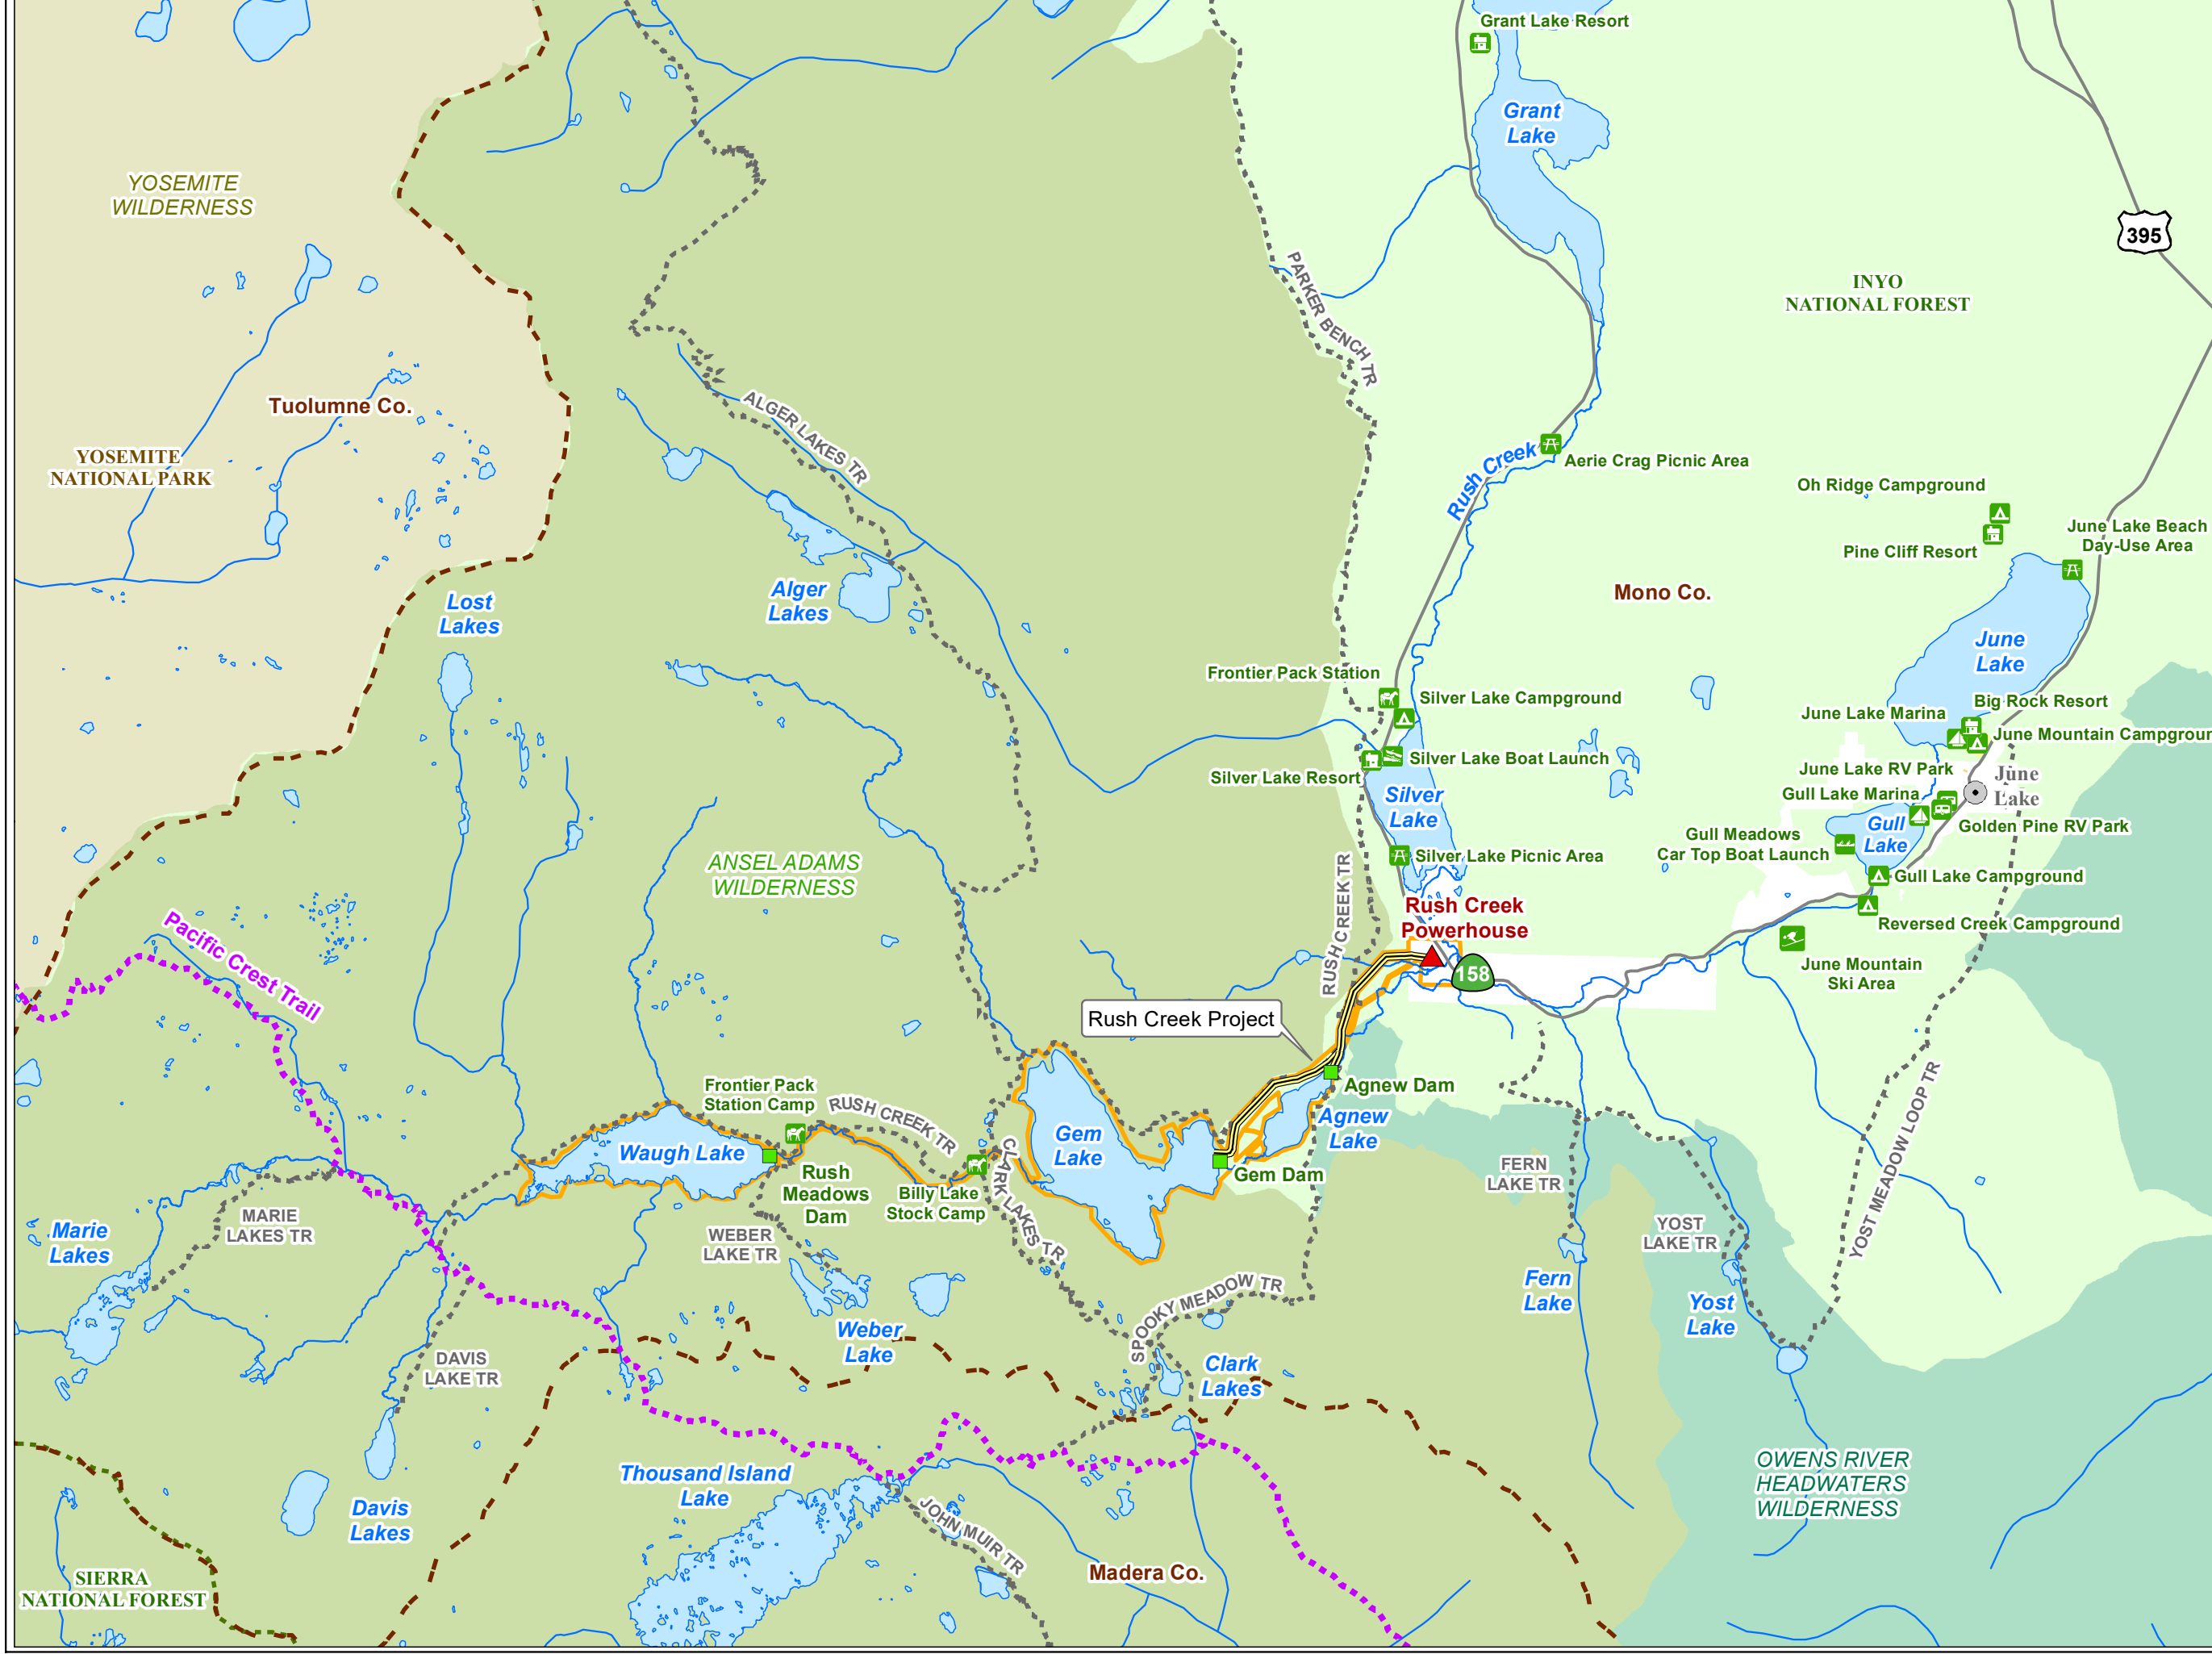 Grant Lake Resort
Grant
Lake
YOSEMITE
WILDERNESS
395
PARKER BENCH TR
INYO
NATIONAL FOREST
Tuolumne Co.
ALGER LAKES TR
YOSEMITE
NATIONAL PARK
Rush Creek
Aerie Crag Picnic Area
Oh Ridge Campground
June Lake Beach
Day-Use Area
Pine Cliff Resort
Lost
Lakes
Alger
Lakes
Mono Co.
June
Lake
Frontier Pack Station
Silver Lake Campground
Big Rock Resort
June Lake Marina
June Mountain Campgroun
Silver Lake Boat Launch
Silver Lake Resort
June Lake RV Park
June
Lake
Silver
Lake
Gull Lake Marina
Gull
Lake
Golden Pine RV Park
Gull Meadows
Car Top Boat Launch
Silver Lake Picnic Area
ANSEL ADAMS
WILDERNESS
Gull Lake Campground
RUSH CREEK TR
Rush Creek
Powerhouse
Reversed Creek Campground
Pacific Crest Trail
158
June Mountain
Ski Area
Rush Creek Project
Frontier Pack
Station Camp
RUSH CREEK TR
Agnew Dam
Agnew
Lake
YOST MEADOW LOOP TR
Waugh Lake
Gem
Lake
CLARK LAKES TR
Rush
Meadows
Dam
Billy Lake
Stock Camp
Gem Dam
FERN
LAKE TR
MARIE
LAKES TR
Marie
Lakes
WEBER
LAKE TR
YOST
LAKE TR
SPOOKY MEADOW TR
Fern
Lake
Yost
Lake
Weber
Lake
DAVIS
LAKE TR
Clark
Lakes
Thousand Island
Lake
Davis
Lakes
JOHN MUIR TR
OWENS RIVER
HEADWATERS
WILDERNESS
Madera Co.
SIERRA
NATIONAL FOREST